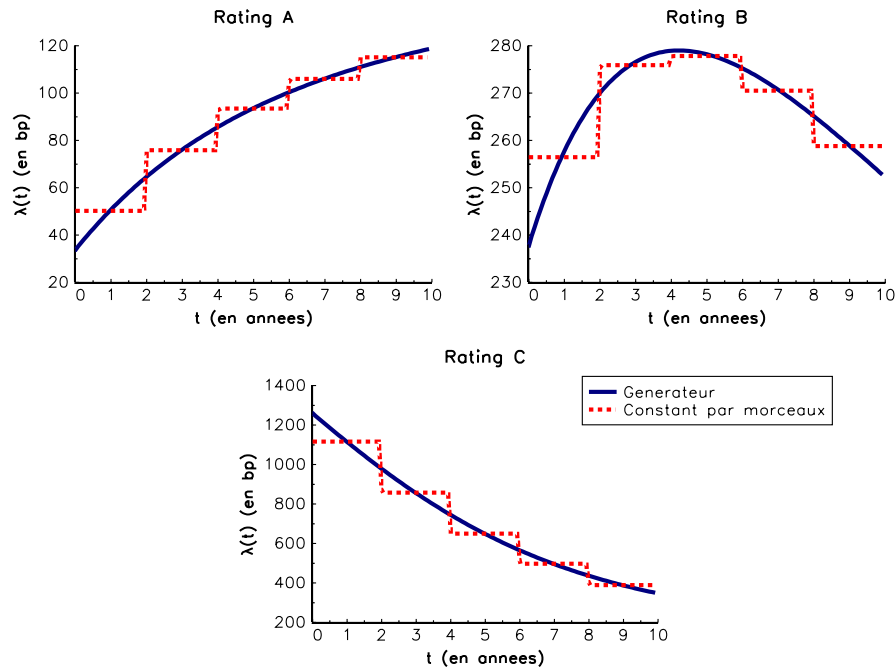 Rating A
120
100
80
60
40
20
λ(t) (en bp)
0 1 2 3 4 5 6 7 8 9 10
t (en annees)
Rating B
280
270
260
250
240
230
λ(t) (en bp)
0 1 2 3 4 5 6 7 8 9 10
t (en annees)
Rating C
1400
1200
1000
800
600
400
200
λ(t) (en bp)
0 1 2 3 4 5 6 7 8 9 10
t (en annees)
Generateur
Constant par morceaux